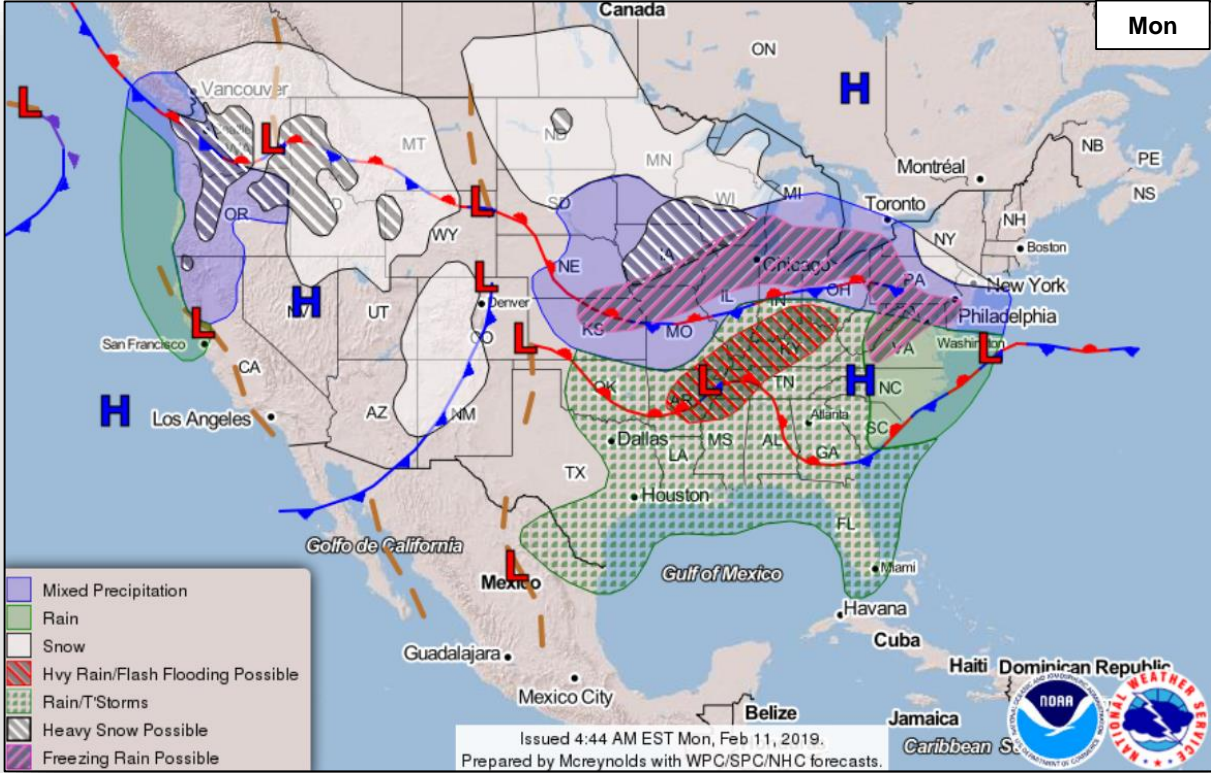 Canada
Mon
ON
H
L
Vancouver
Seattle
WA
L
MT
ND
MN
Montréal
NB
PE
NS
OR
ID
SD
WI
MI
Toronto
NH
L
WY
NY
Boston
NE
IA
Chicago
PA
New York
L
NV
H
UT
Denver
CO
IL
IN
OH
Philadelphia
San Francisco
L
L
KS
MO
KY
VA
Washington
L
CA
H
Los Angeles
AZ
NM
OK
AR
L
TN
H
NC
Atlanta
SC
Dallas
MS
AL
GA
TX
LA
Houston
FL
Golfo de California
L
Mexico
Gulf of Mexico
Miami
Havana
Cuba
Guadalajara
Mexico City
Haiti
Dominican Republic
Belize
Jamaica
Caribbean
Mixed Precipitation
Rain
Snow
Hvy Rain/Flash Flooding Possible
Rain/T'Storms
Heavy Snow Possible
Freezing Rain Possible
Issued 4:44 AM EST Mon, Feb 11, 2019.
Prepared by Mcreynolds with WPC/SPC/NHC forecasts.
NOAA
NATIONAL WEATHER SERVICE